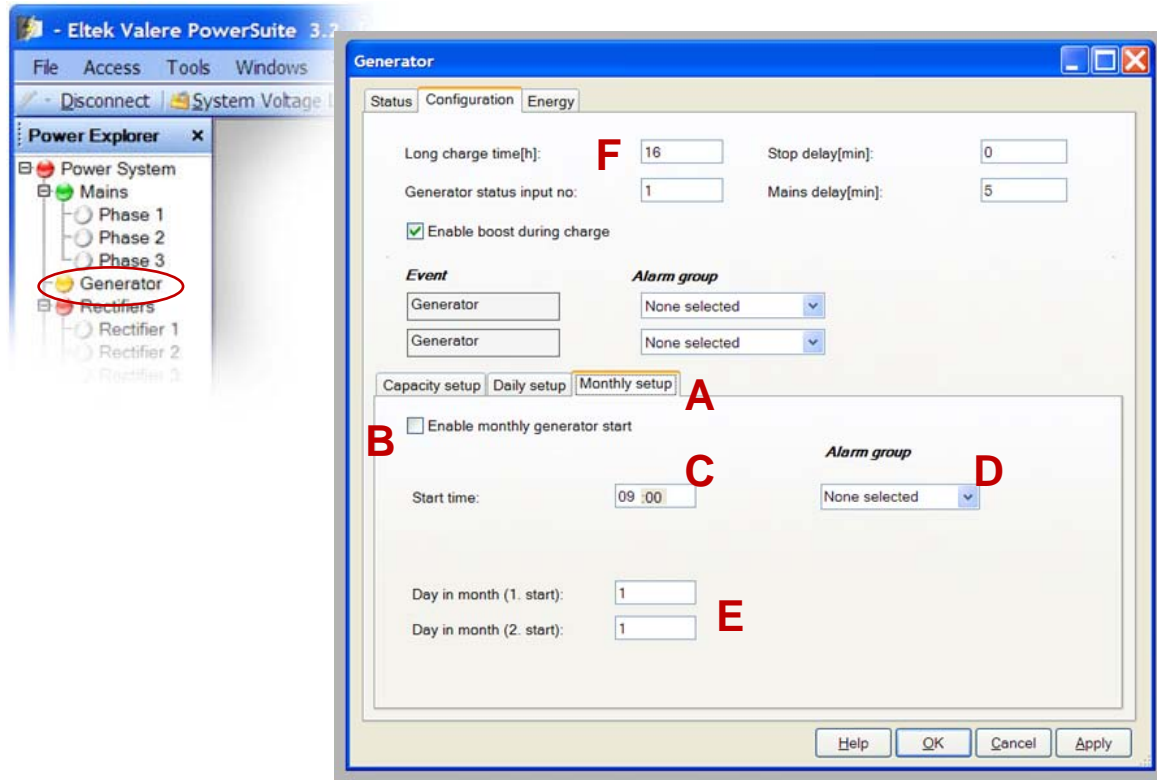 - Eltek Valere PowerSuite 3.2
File Access Tools Windows
Disconnect System Voltage
Power Explorer x
Power System
Mains
Phase 1
Phase 2
Phase 3
Generator
Rectifiers
Rectifier 1
Rectifier 2
Rectifier 3
Generator
Status Configuration Energy
Long charge time[h]: F 16 Stop delay[min]: 0
Generator status input no: 1 Mains delay[min]: 5
Enable boost during charge
Event Alarm group
Generator None selected
Generator None selected
Capacity setup Daily setup Monthly setup A
B Enable monthly generator start
Alarm group
C D
Start time: 09 :00 None selected
Day in month (1. start): 1
E
Day in month (2. start): 1
Help OK Cancel Apply